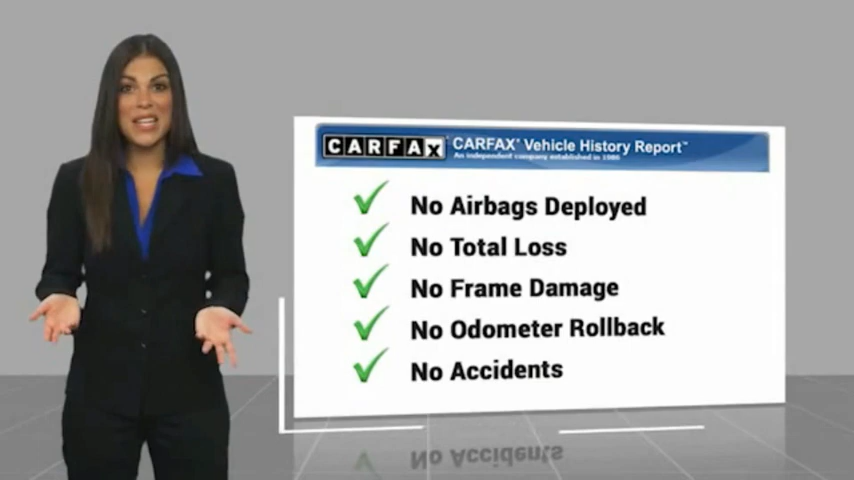 CARFAX CARFAX® Vehicle History Report™
An independent company established in 1986
No Airbags Deployed
No Total Loss
No Frame Damage
No Odometer Rollback
No Accidents
No Accidents